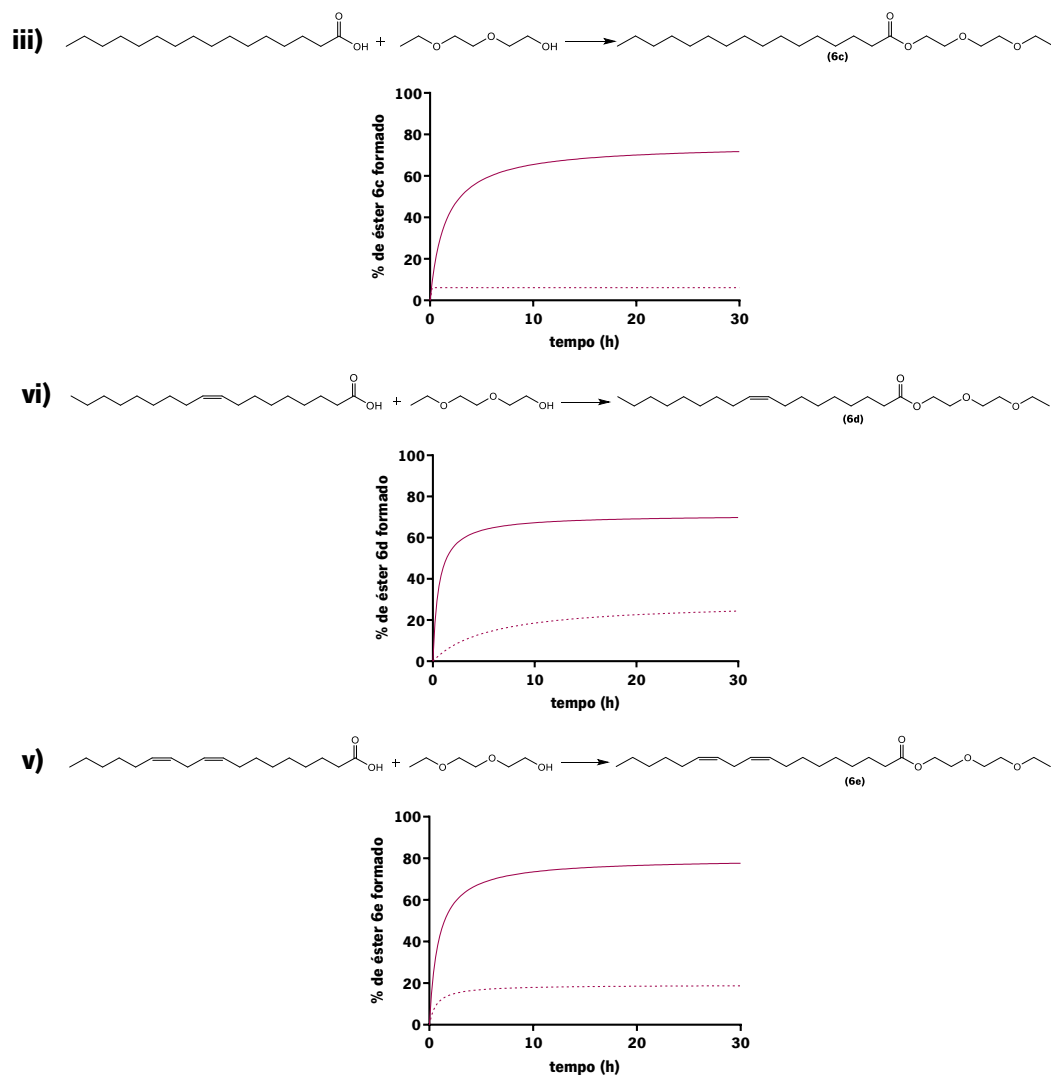 iii)
O
OH
+
O
O
OH
O
O
O
O
(6c)
100
80
60
40
20
0
% de éster 6c formado
0
10
20
30
tempo (h)
vi)
O
OH
+
O
O
OH
O
O
O
O
(6d)
100
80
60
40
20
0
% de éster 6d formado
0
10
20
30
tempo (h)
v)
O
OH
+
O
O
OH
O
O
O
O
(6e)
100
80
60
40
20
0
% de éster 6e formado
0
10
20
30
tempo (h)